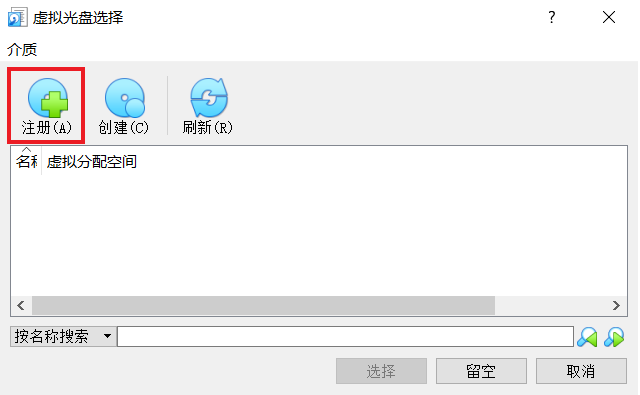 虚拟光盘选择
介质
注册(A) 创建(C) 刷新(R)
名称 虚拟分配空间
按名称搜索
选择 留空 取消